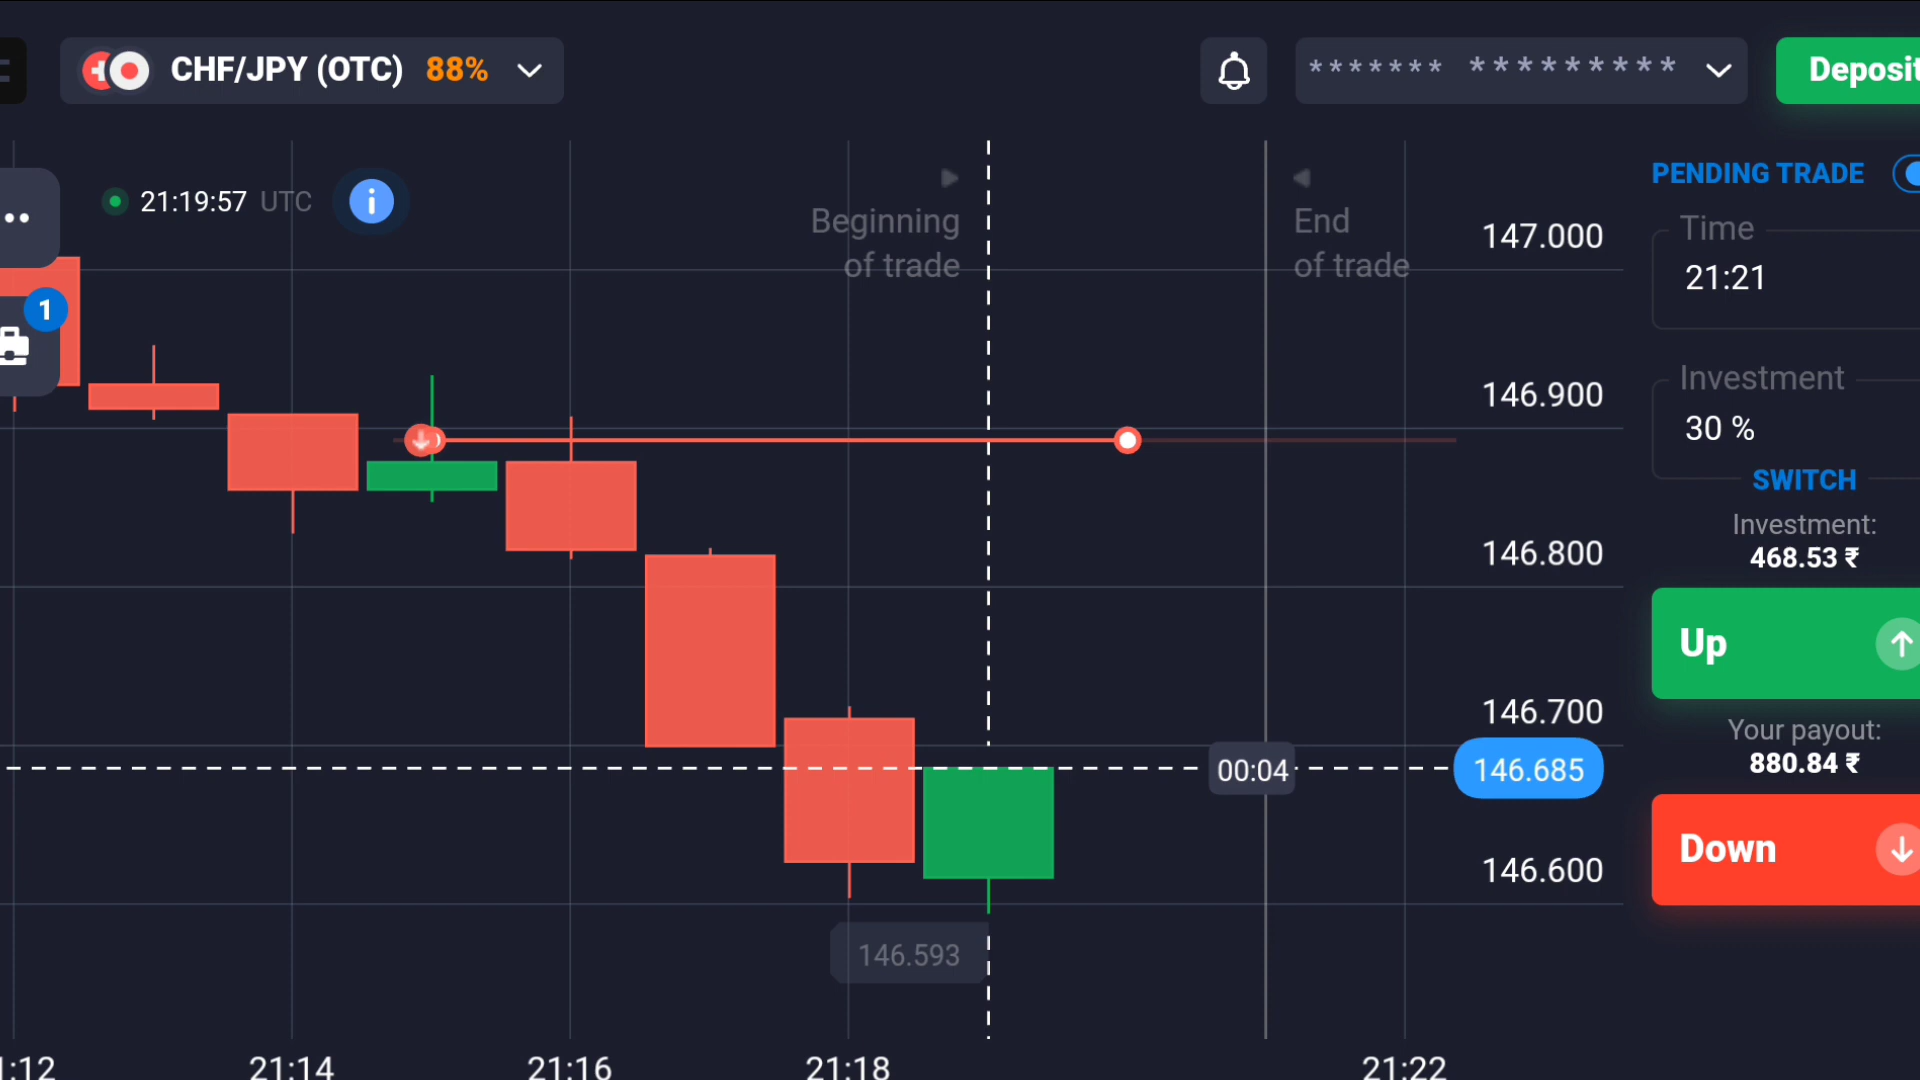 CHF/JPY (OTC) 88%
******* *********
Deposit
21:19:57 UTC
PENDING TRADE
Beginning
of trade
End
of trade
147.000
Time
21:21
1
146.900
Investment
30 %
SWITCH
Investment:
468.53 ₹
146.800
Up
146.700
Your payout:
880.84 ₹
00:04
146.685
Down
146.600
146.593
:12
21:14
21:16
21:18
21:22